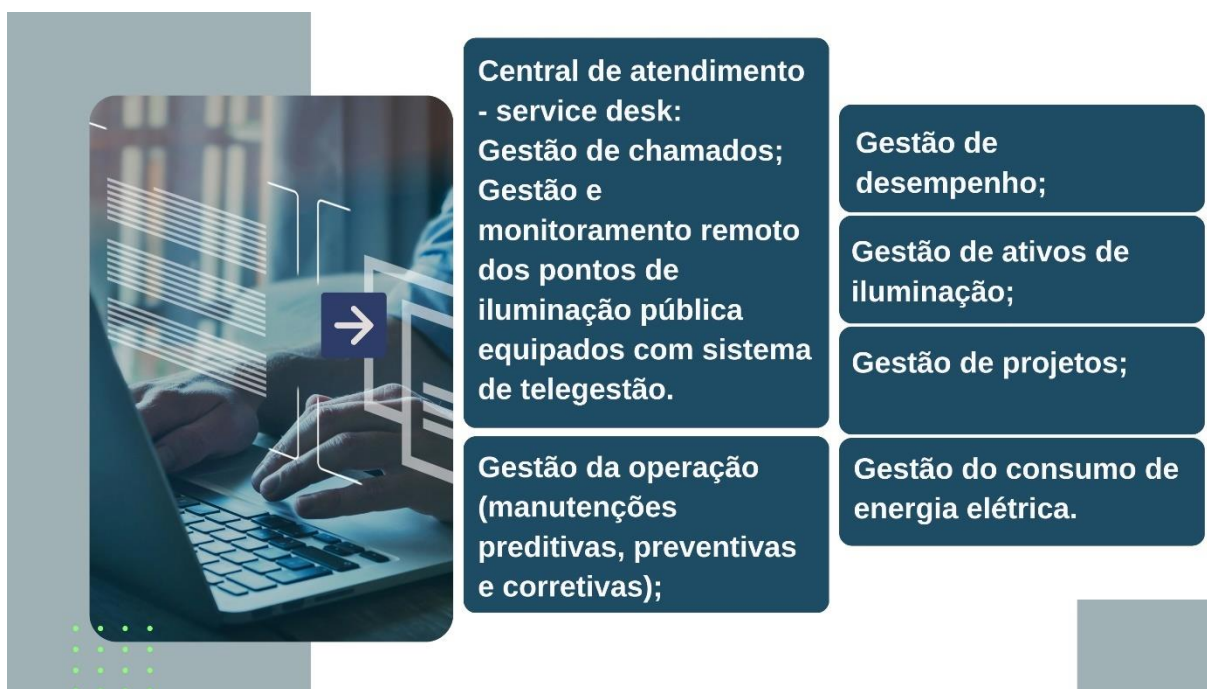 Central de atendimento
- service desk:
Gestão de chamados;
Gestão e
monitoramento remoto
dos pontos de
iluminação pública
equipados com sistema
de telegestão.
Gestão da operação
(manutenções
preditivas, preventivas
e corretivas);
Gestão de
desempenho;
Gestão de ativos de
iluminação;
Gestão de projetos;
Gestão do consumo de
energia elétrica.